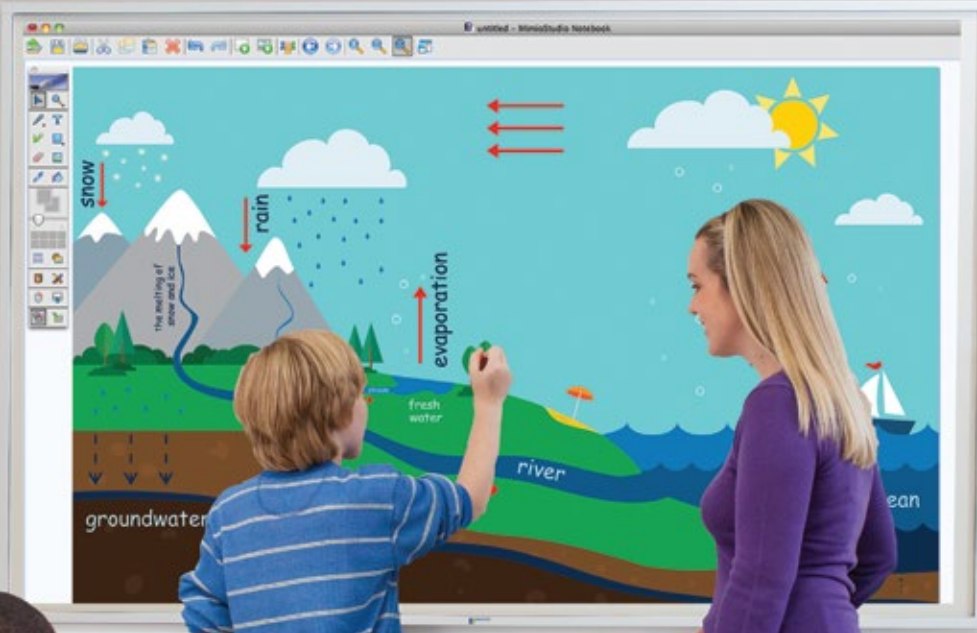 untitled - MimioStudio Notebook
snow
rain
the melting of
snow and ice
evaporation
fresh
water
river
groundwater
ean